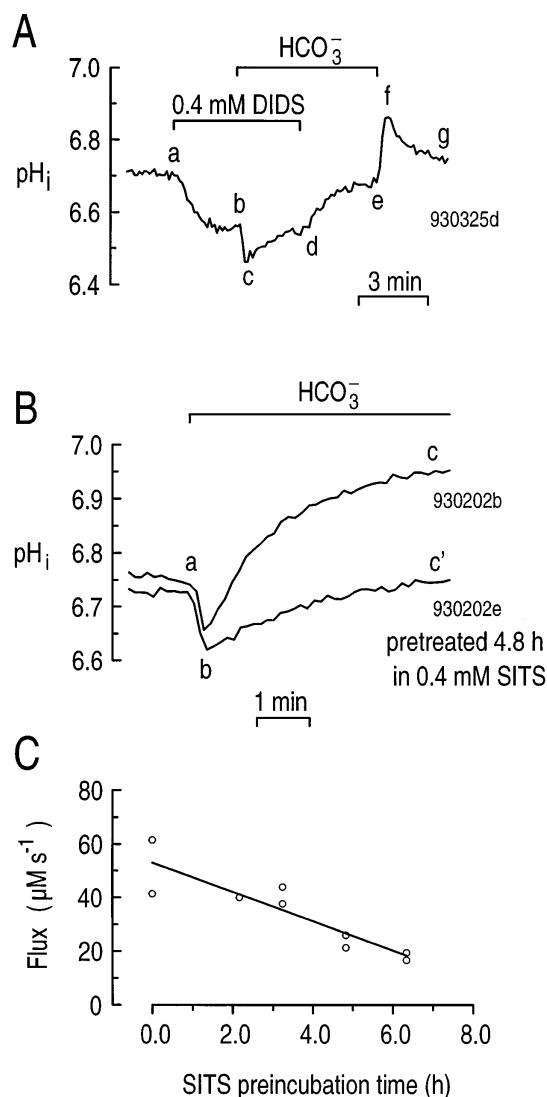 A
HCO₃⁻
7.0
0.4 mM DIDS
f
6.8
a
g
pHi
b
e
6.6
930325d
d
c
6.4
3 min
B
HCO₃⁻
7.0
c
6.9
930202b
pHi
6.8
a
c'
6.7
930202e
pretreated 4.8 h
6.6
b
in 0.4 mM SITS
1 min
C
80
60
Flux (µM s⁻¹)
40
20
0
0.0 2.0 4.0 6.0 8.0
SITS preincubation time (h)